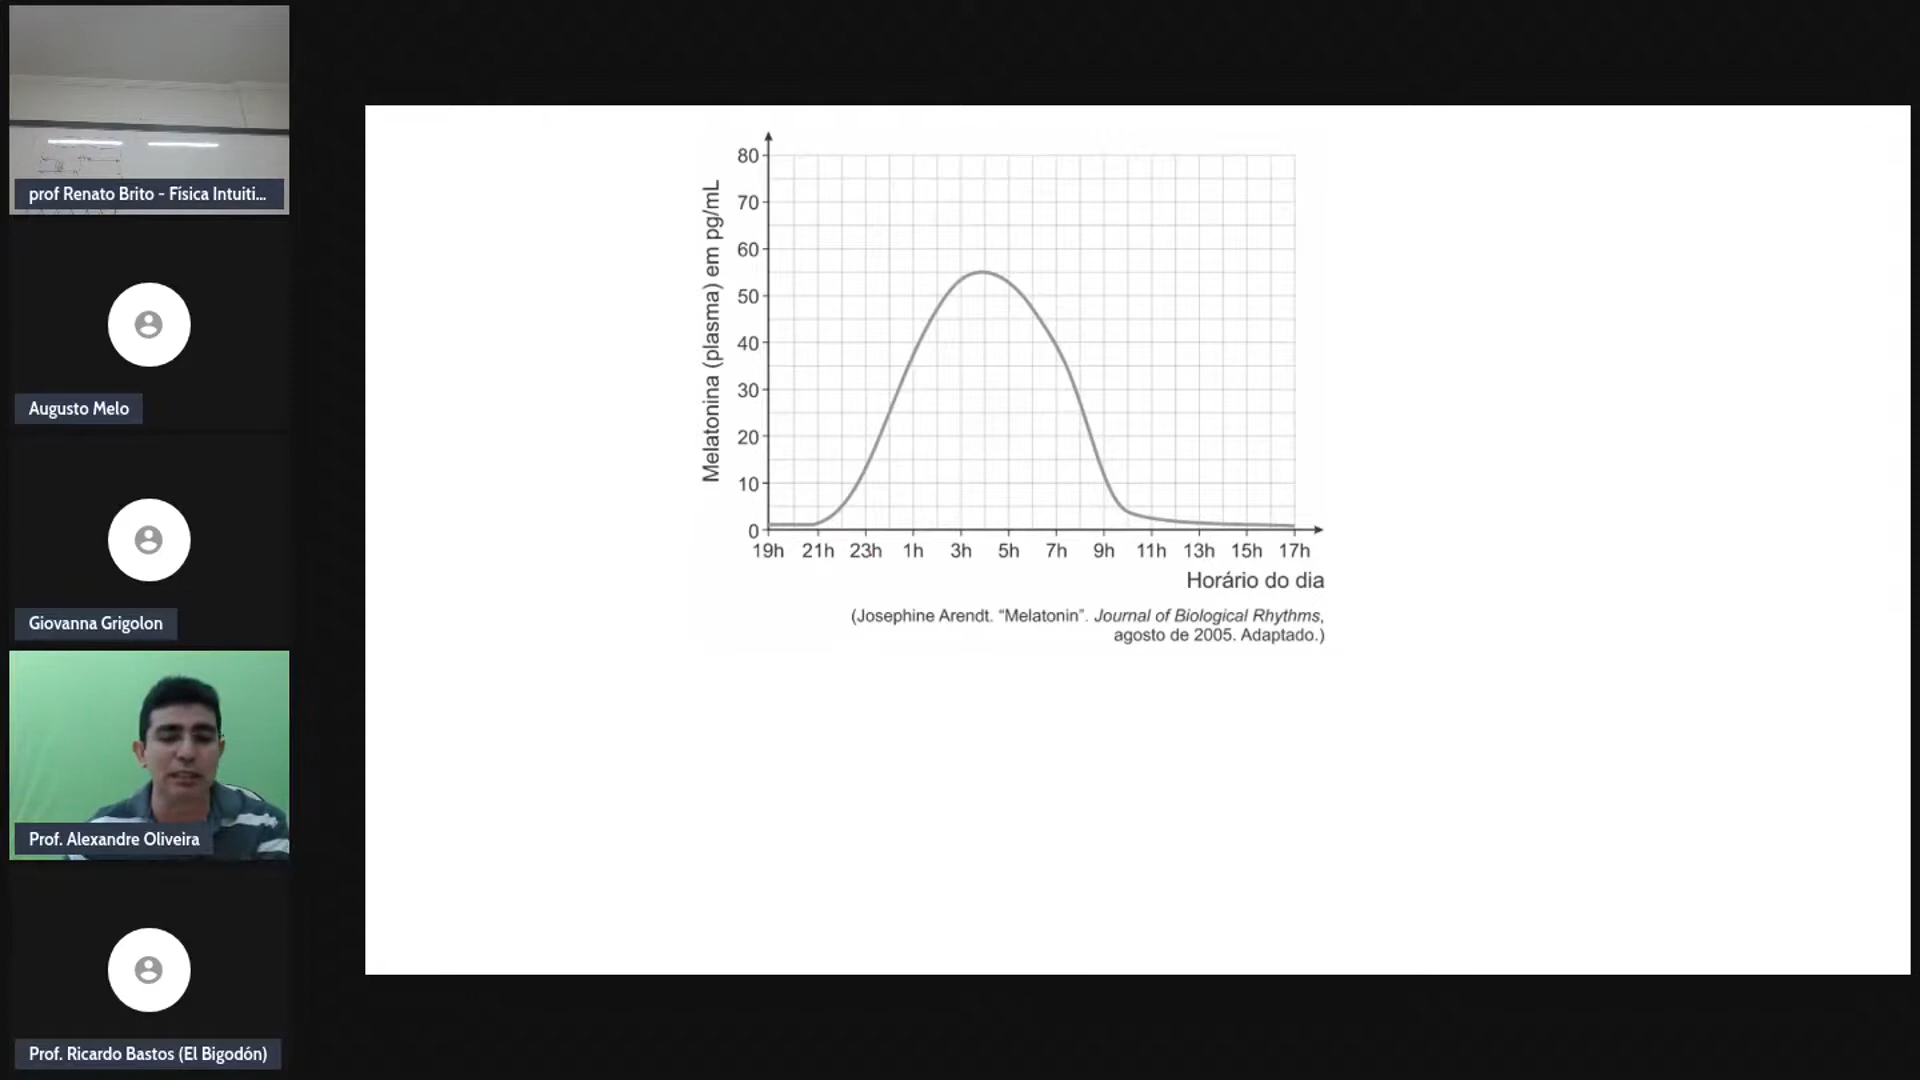 prof Renato Brito - Física Intuiti...
Augusto Melo
Giovanna Grigolon
Prof. Alexandre Oliveira
Prof. Ricardo Bastos (El Bigodón)
Melatonina (plasma) em pg/mL
80
70
60
50
40
30
20
10
0
19h 21h 23h 1h 3h 5h 7h 9h 11h 13h 15h 17h
Horário do dia
(Josephine Arendt. “Melatonin”. Journal of Biological Rhythms,
agosto de 2005. Adaptado.)